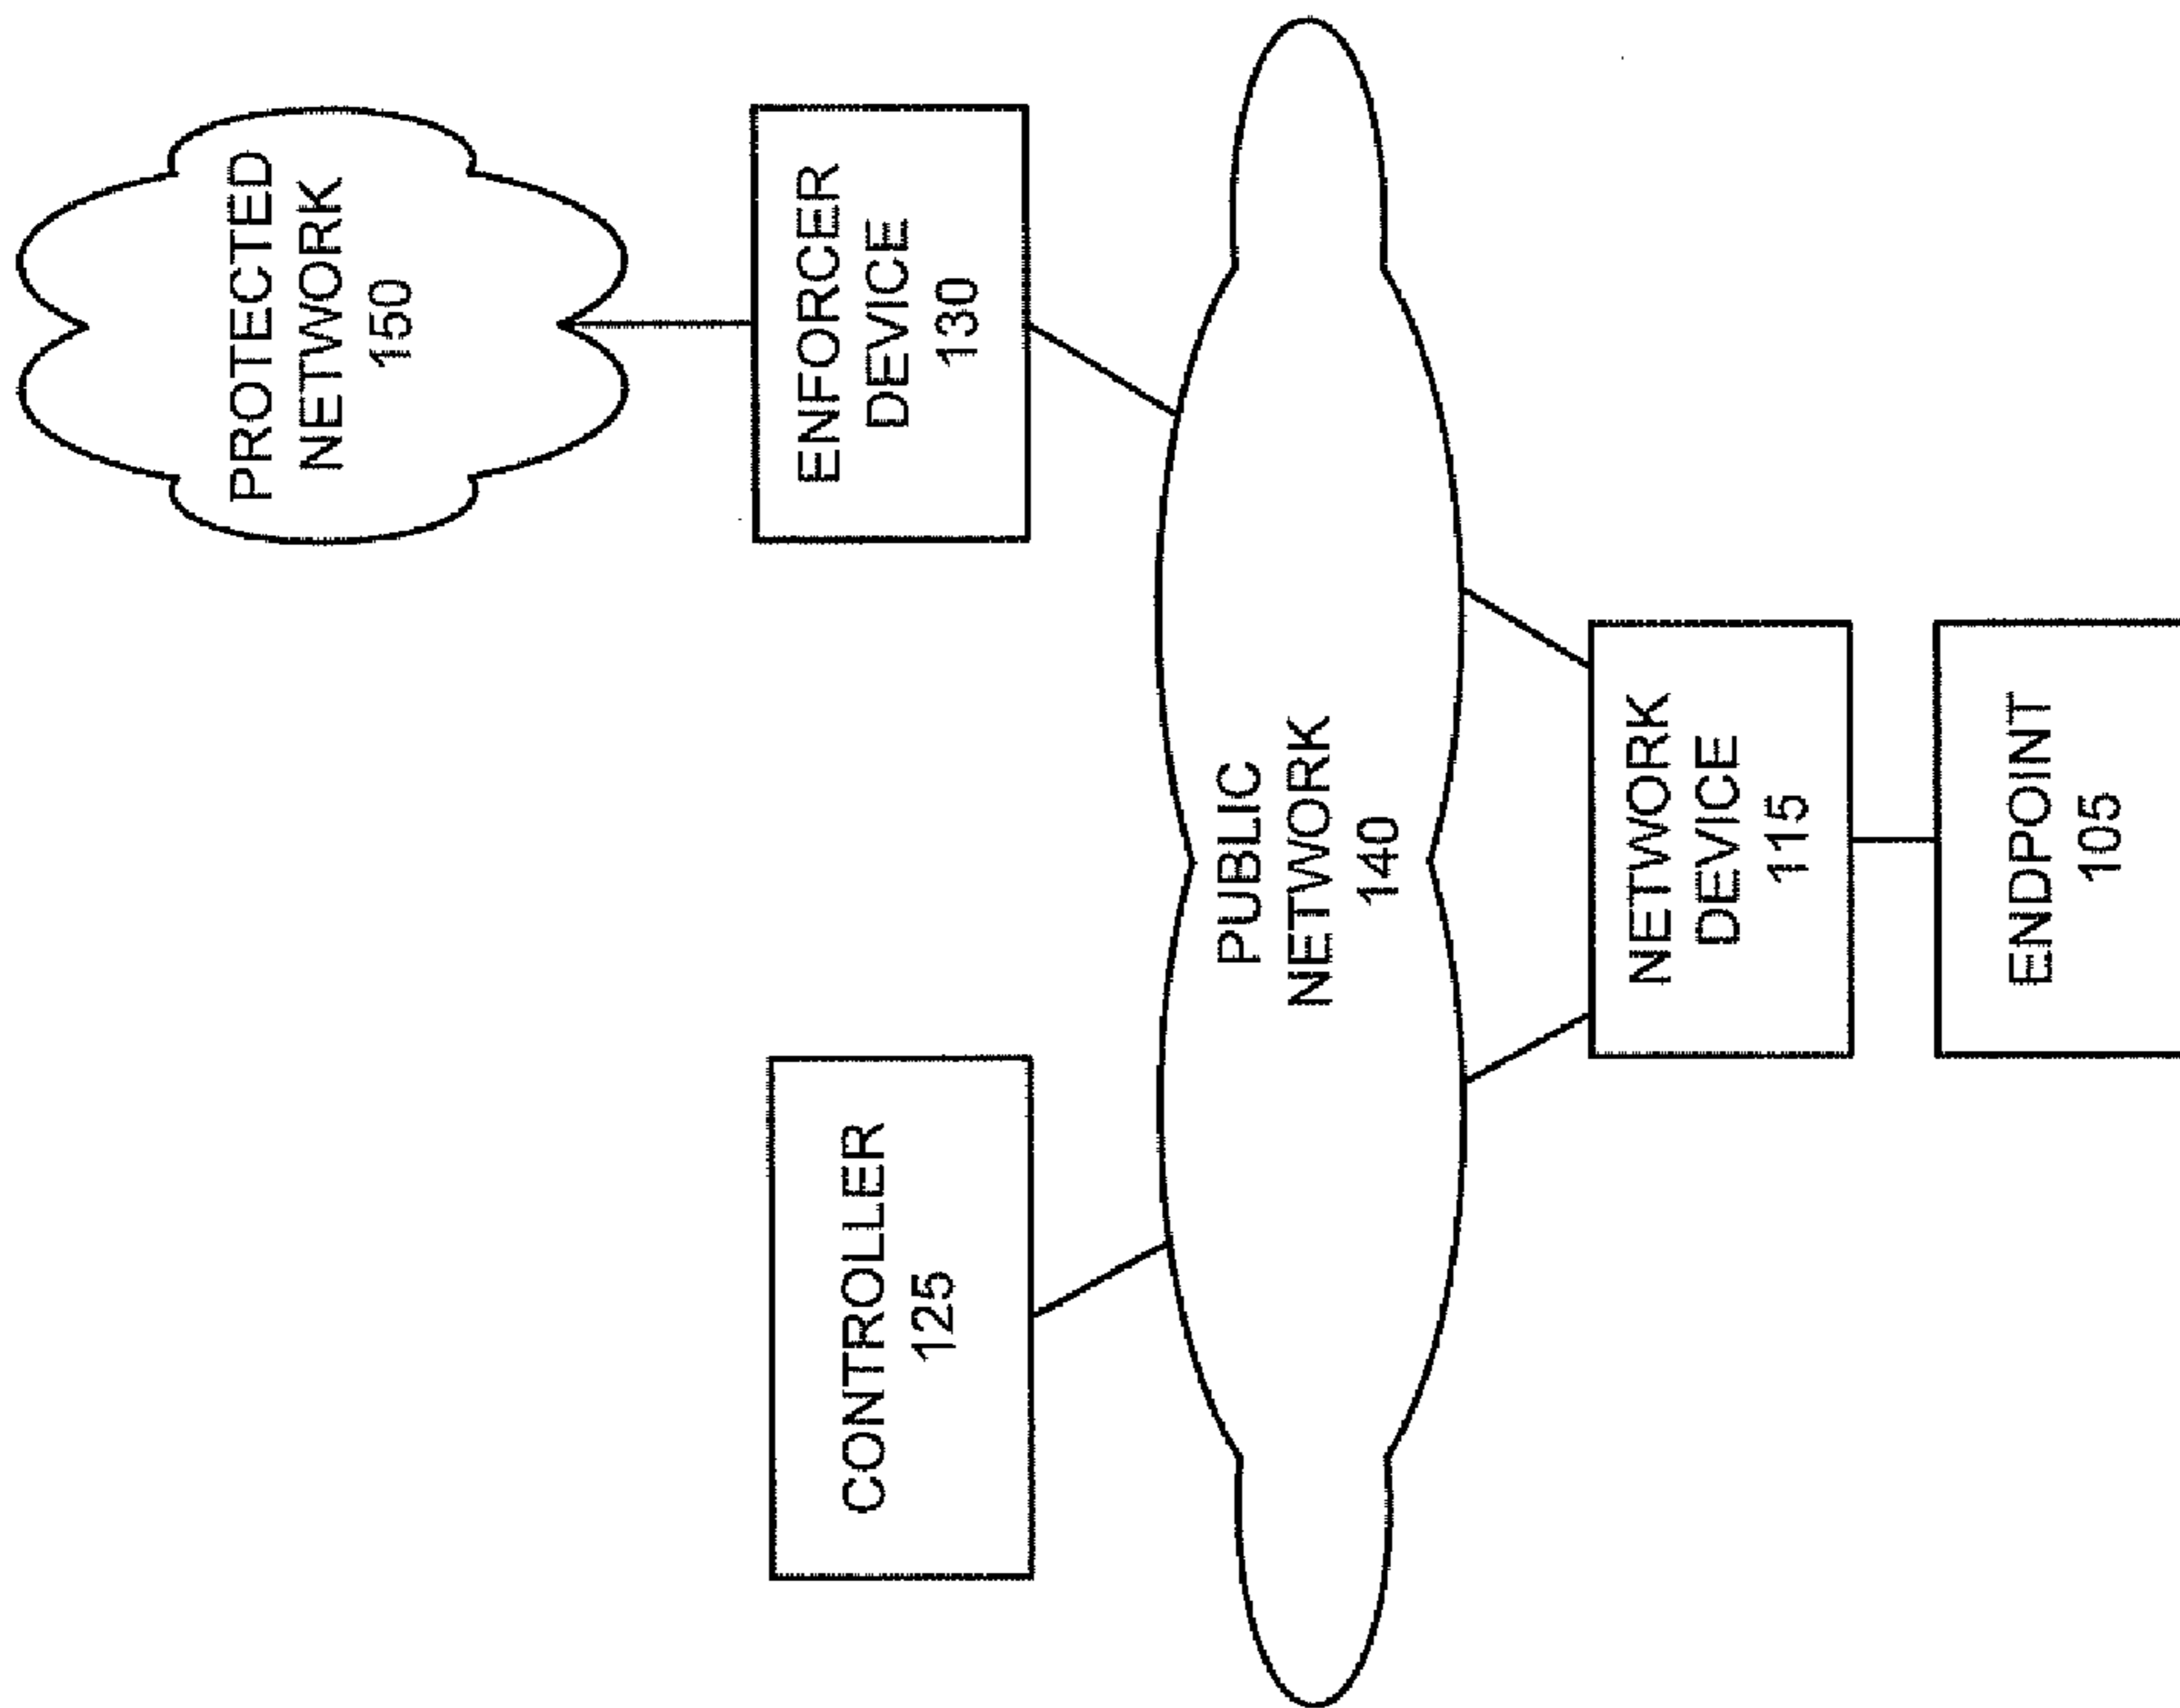 PROTECTED
NETWORK
150
ENFORCER
DEVICE
130
CONTROLLER
125
PUBLIC
NETWORK
140
NETWORK
DEVICE
115
ENDPOINT
105